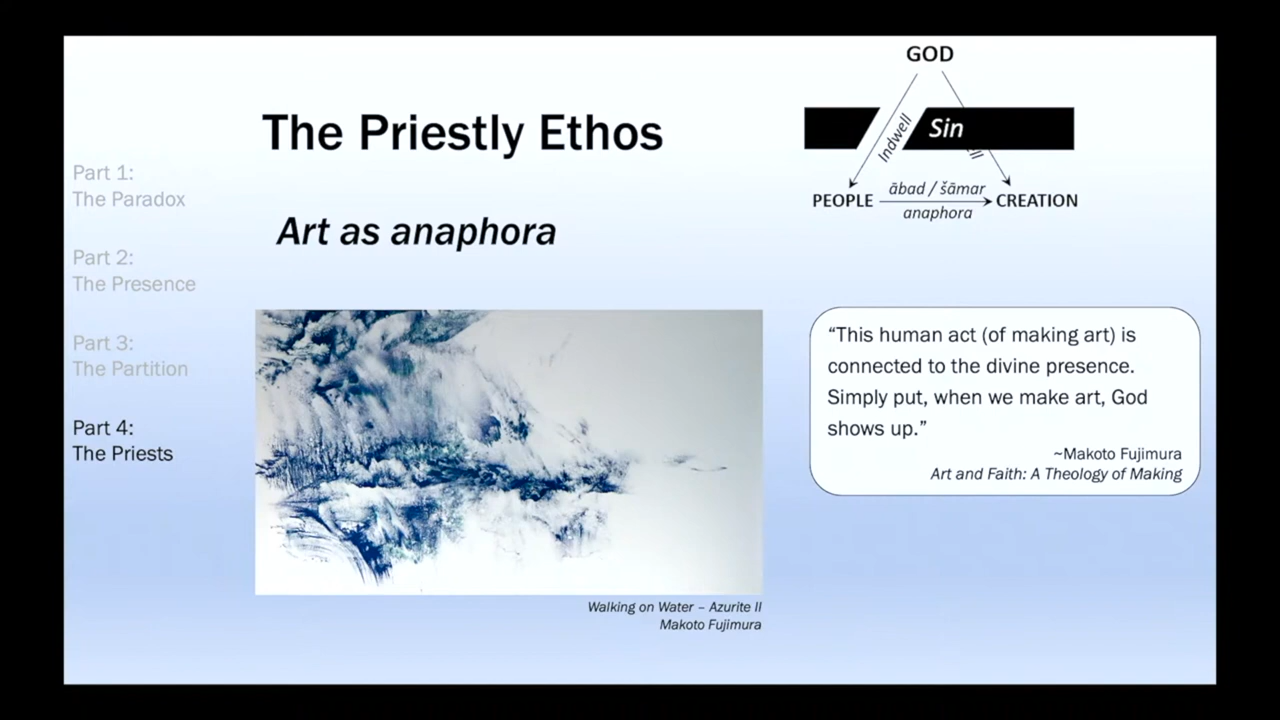 GOD
The Priestly Ethos
Sin
Indwell
Part 1:
The Paradox
ābad / šāmar
PEOPLE
CREATION
anaphora
Art as anaphora
Part 2:
The Presence
Part 3:
The Partition
Part 4:
The Priests
“This human act (of making art) is
connected to the divine presence.
Simply put, when we make art, God
shows up.”
~Makoto Fujimura
Art and Faith: A Theology of Making
Walking on Water – Azurite II
Makoto Fujimura